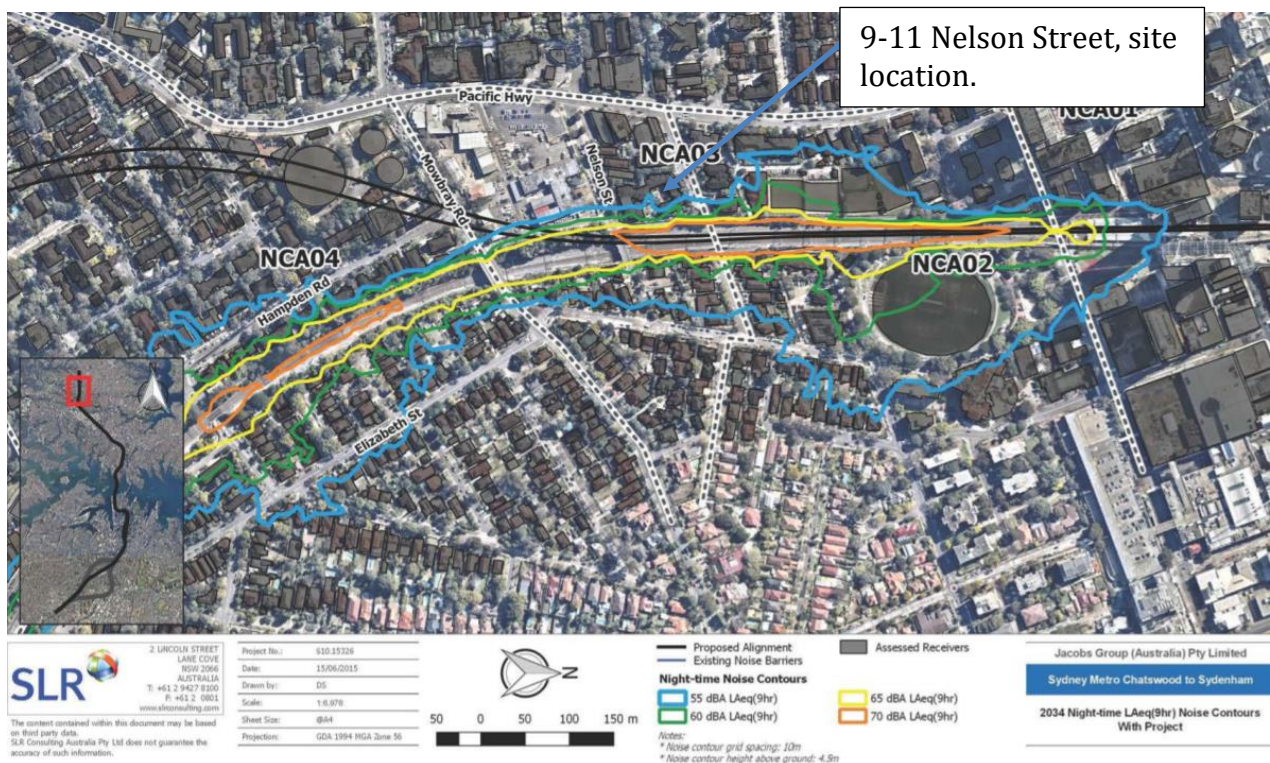 9-11 Nelson Street, site
location.
Pacific Hwy
NCA01
NCA03
Nelson St
Mowbray Rd
NCA04
NCA02
Hampden Rd
Elizabeth St
SLR
2 LINCOLN STREET
LANE COVE
NSW 2066
AUSTRALIA
T: +61 2 9427 8100
F: +61 2 0801
www.slrconsulting.com
The content contained within this document may be based
on third party data.
SLR Consulting Australia Pty Ltd does not guarantee the
accuracy of such information.
Project No.: 610.15326
Date: 15/06/2015
Drawn by: DS
Scale: 1:6,978
Sheet Size: @A4
Projection: GDA 1994 MGA Zone 56
N
50 0 50 100 150 m
Proposed Alignment
Existing Noise Barriers
Assessed Receivers
Night-time Noise Contours
55 dBA LAeq(9hr)
60 dBA LAeq(9hr)
65 dBA LAeq(9hr)
70 dBA LAeq(9hr)
Notes:
* Noise contour grid spacing: 10m
* Noise contour height above ground: 4.5m
Jacobs Group (Australia) Pty Limited
Sydney Metro Chatswood to Sydenham
2034 Night-time LAeq(9hr) Noise Contours
With Project